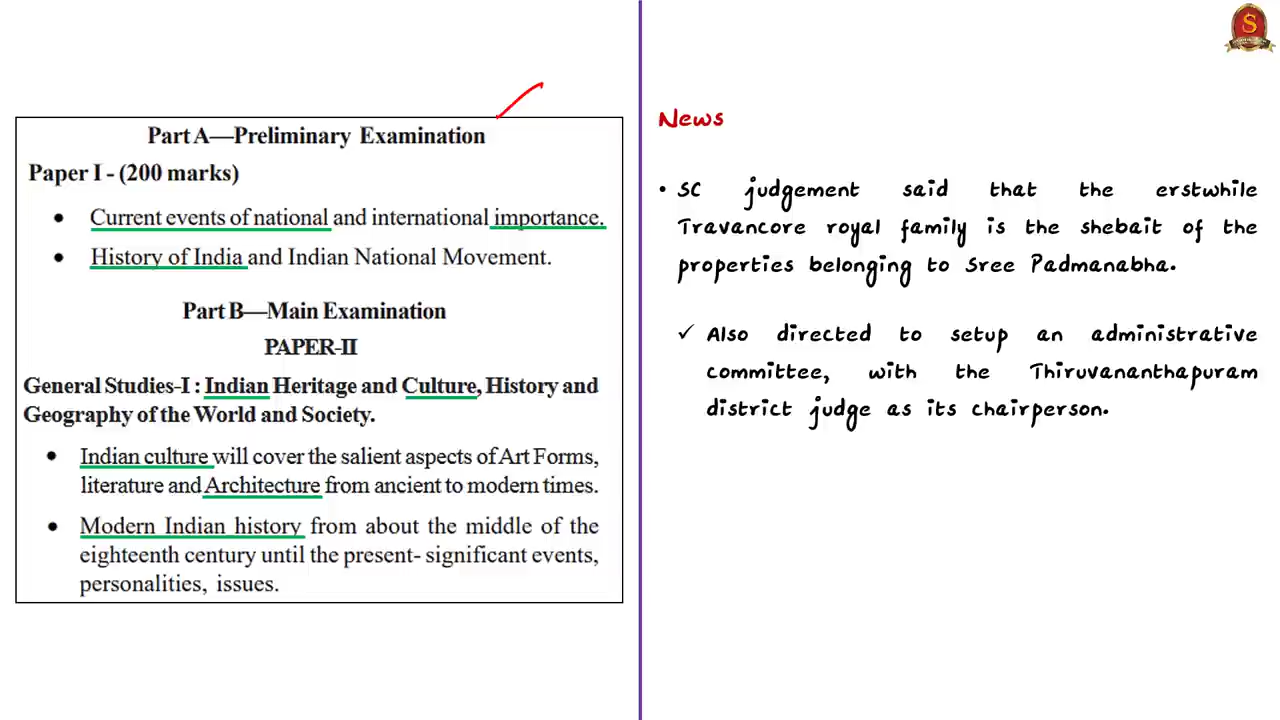 Part A—Preliminary Examination
Paper I - (200 marks)
• Current events of national and international importance.
• History of India and Indian National Movement.
Part B—Main Examination
PAPER-II
General Studies-I : Indian Heritage and Culture, History and
Geography of the World and Society.
• Indian culture will cover the salient aspects of Art Forms,
literature and Architecture from ancient to modern times.
• Modern Indian history from about the middle of the
eighteenth century until the present- significant events,
personalities, issues.
S
News
• SC judgement said that the erstwhile
Travancore royal family is the shebait of the
properties belonging to Sree Padmanabha.
✓ Also directed to setup an administrative
committee, with the Thiruvananthapuram
district judge as its chairperson.